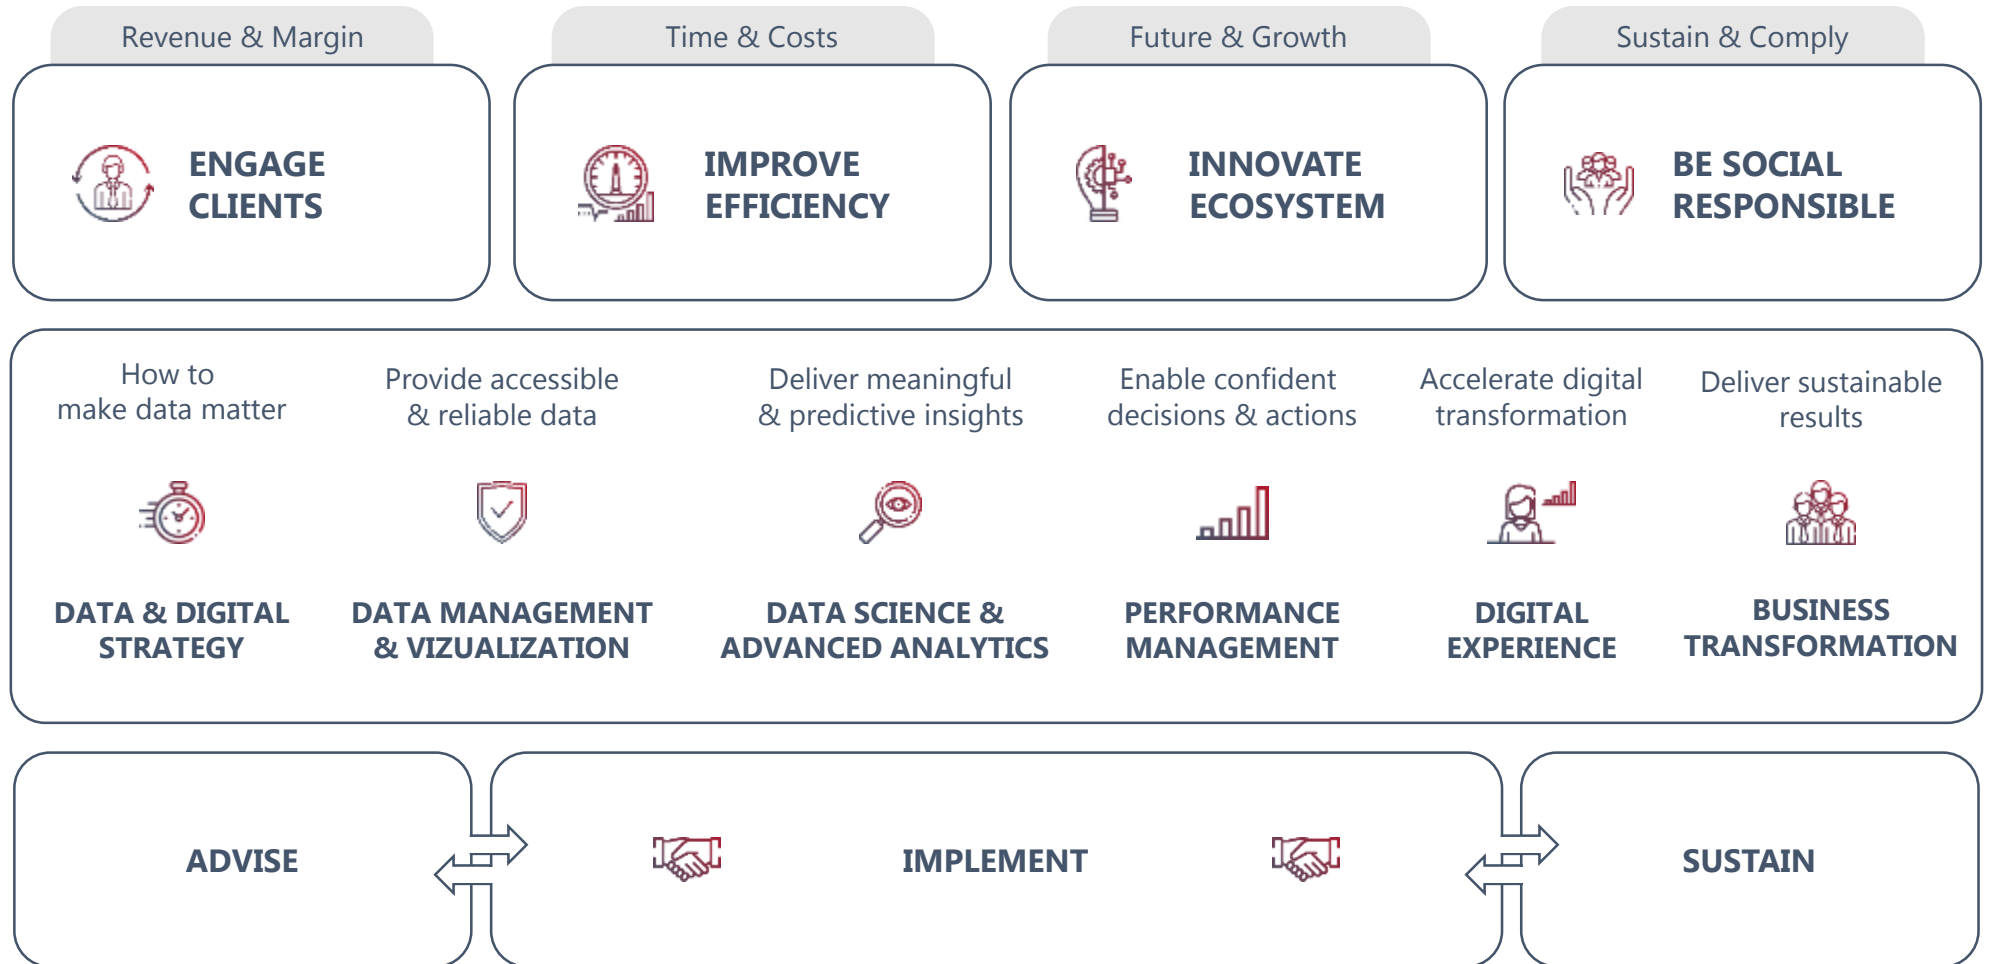 Revenue & Margin
Time & Costs
Future & Growth
Sustain & Comply
ENGAGE
CLIENTS
IMPROVE
EFFICIENCY
INNOVATE
ECOSYSTEM
BE SOCIAL
RESPONSIBLE
How to
make data matter
Provide accessible
& reliable data
Deliver meaningful
& predictive insights
Enable confident
decisions & actions
Accelerate digital
transformation
Deliver sustainable
results
DATA & DIGITAL
STRATEGY
DATA MANAGEMENT
& VIZUALIZATION
DATA SCIENCE &
ADVANCED ANALYTICS
PERFORMANCE
MANAGEMENT
DIGITAL
EXPERIENCE
BUSINESS
TRANSFORMATION
ADVISE
IMPLEMENT
SUSTAIN